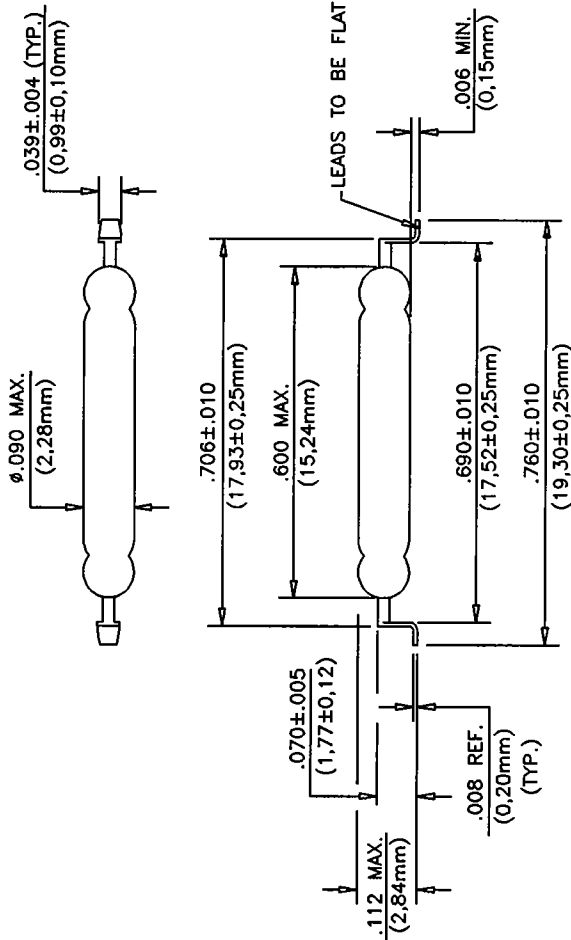 .039±.004 (TYP.)
(0,99±0,10mm)
ø.090 MAX.
(2,28mm)
LEADS TO BE FLAT
.006 MIN.
(0,15mm)
.706±.010
(17,93±0,25mm)
.600 MAX.
(15,24mm)
.690±.010
(17,52±0,25mm)
.760±.010
(19,30±0,25mm)
.070±.005
(1,77±0,12)
.008 REF.
(0,20mm)
(TYP.)
.112 MAX.
(2,84mm)